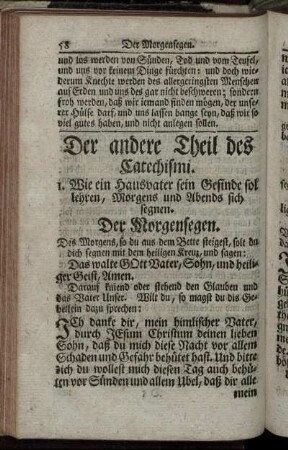 58 Der Morgensegen.
und los werden von Sünden, Tod und vom Teufel,
und uns vor keinem Dinge fürchten: und doch wie-
derum Knechte werden des allergeringsten Menschen
auf Erden und uns des gar nicht beschweren; sondern
froh werden, daß wir iemand finden mögen, der unse-
rer Hülfe darf, und uns lassen bange seyn, daß wir so
viel gutes haben, und nicht anlegen sollen.
Der andere Theil des
Catechismi.
1. Wie ein Hausvater sein Gesinde sol
lehren, Morgens und Abends sich
segnen.
Der Morgensegen.
Des Morgens, so du aus dem Bette steigest, solt du
dich segnen mit dem heiligen Kreuz, und sagen:
Das walte GOtt Vater, Sohn, und heili-
ger Geist, Amen.
Darauf kniend oder stehend den Glauben und
das Vater Unser. Wilt du, so magst du dis Ge-
betlein dazu sprechen:
JCh danke dir, mein himlischer Vater,
durch JEsum Christum deinen lieben
Sohn, daß du mich diese Nacht vor allem
Schaden und Gefahr behütet hast. Und bitte
dich du wollest mich diesen Tag auch behü-
ten vor Sünden und allem Ubel, daß dir alle
mein